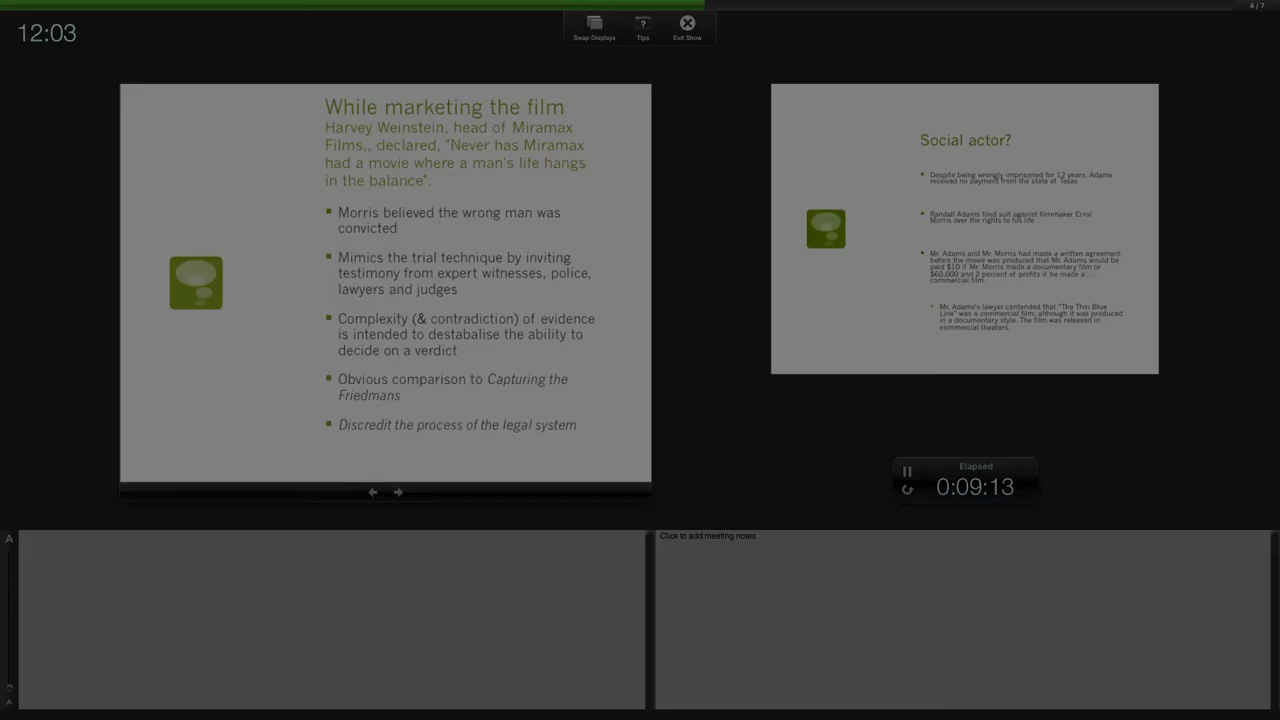 4 / 7
12:03
Swap Displays
Tips
Exit Show
While marketing the film
Harvey Weinstein, head of Miramax
Films,, declared, "Never has Miramax
had a movie where a man's life hangs
in the balance".
Morris believed the wrong man was
convicted
Mimics the trial technique by inviting
testimony from expert witnesses, police,
lawyers and judges
Complexity (& contradiction) of evidence
is intended to destabalise the ability to
decide on a verdict
Obvious comparison to Capturing the
Friedmans
Discredit the process of the legal system
Social actor?
Despite being wrongly imprisoned for 12 years, Adams
received no payment from the state of Texas
Randall Adams filed suit against filmmaker Errol
Morris over the rights to his life
Mr. Adams and Mr. Morris had made a written agreement
before the movie was produced that Mr. Adams would be
paid $10 if Mr. Morris made a documentary film or
$60,000 and 2 percent of profits if he made a
commercial film.
Mr. Adams's lawyer contended that "The Thin Blue
Line" was a commercial film, although it was produced
in a documentary style. The film was released in
commercial theaters.
Elapsed
0:09:13
A
A
Click to add meeting notes